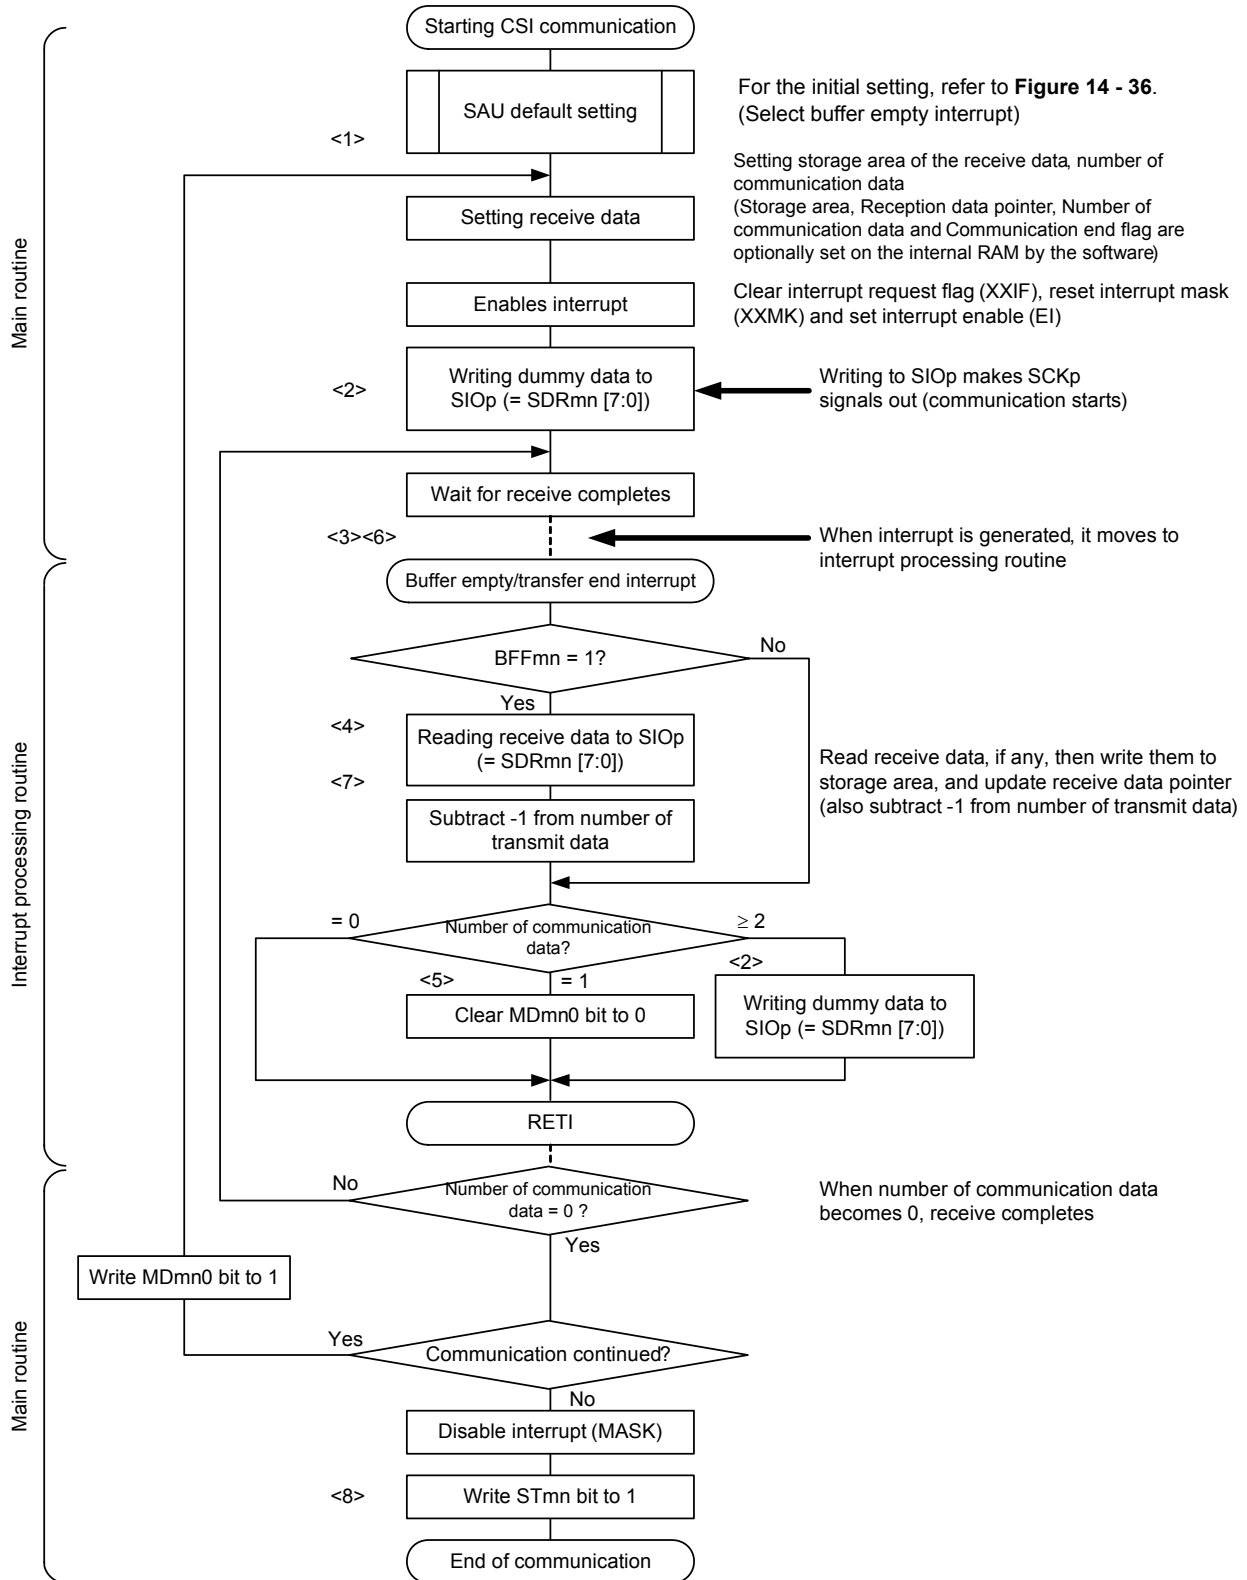 Starting CSI communication
SAU default setting
For the initial setting, refer to Figure 14 - 36.
(Select buffer empty interrupt)
<1>
Setting storage area of the receive data, number of
communication data
(Storage area, Reception data pointer, Number of
communication data and Communication end flag are
optionally set on the internal RAM by the software)
Setting receive data
Main routine
Enables interrupt
Clear interrupt request flag (XXIF), reset interrupt mask
(XXMK) and set interrupt enable (EI)
<2>
Writing dummy data to
SIOp (= SDRmn [7:0])
Writing to SIOp makes SCKp
signals out (communication starts)
Wait for receive completes
<3><6>
When interrupt is generated, it moves to
interrupt processing routine
Buffer empty/transfer end interrupt
BFFmn = 1?
No
Yes
<4>
Reading receive data to SIOp
(= SDRmn [7:0])
<7>
Subtract -1 from number of
transmit data
Read receive data, if any, then write them to
storage area, and update receive data pointer
(also subtract -1 from number of transmit data)
Interrupt processing routine
= 0
Number of communication
data?
≥ 2
<5>
= 1
<2>
Clear MDmn0 bit to 0
Writing dummy data to
SIOp (= SDRmn [7:0])
RETI
No
Number of communication
data = 0 ?
When number of communication data
becomes 0, receive completes
Yes
Write MDmn0 bit to 1
Yes
Communication continued?
No
Main routine
Disable interrupt (MASK)
<8>
Write STmn bit to 1
End of communication